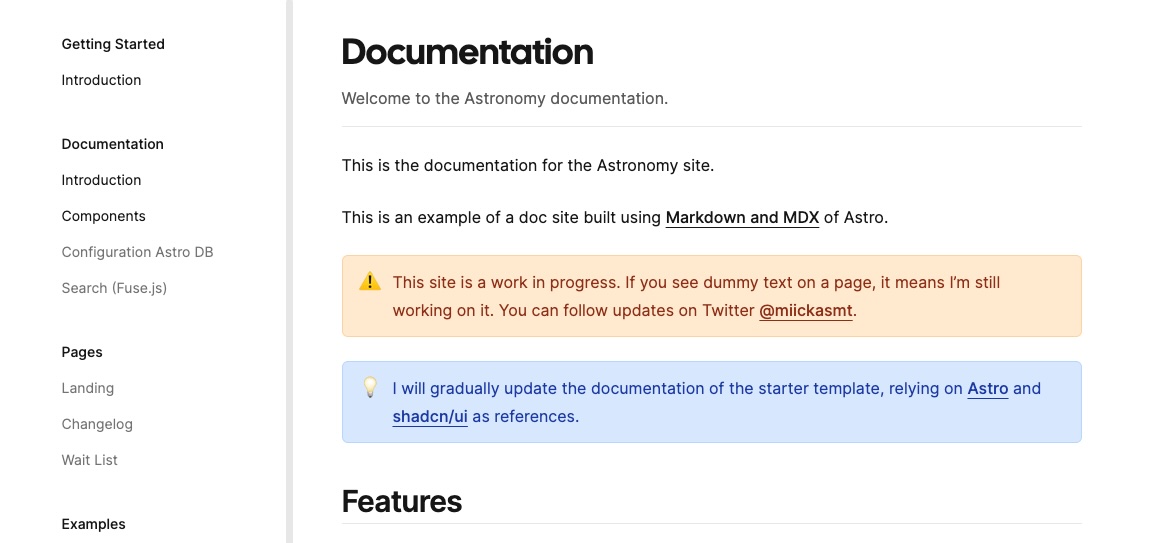 Getting Started
Introduction
Documentation
Introduction
Components
Configuration Astro DB
Search (Fuse.js)
Pages
Landing
Changelog
Wait List
Examples
Documentation
Welcome to the Astronomy documentation.
This is the documentation for the Astronomy site.
This is an example of a doc site built using Markdown and MDX of Astro.
This site is a work in progress. If you see dummy text on a page, it means I’m still
working on it. You can follow updates on Twitter @miickasmt.
I will gradually update the documentation of the starter template, relying on Astro and
shadcn/ui as references.
Features